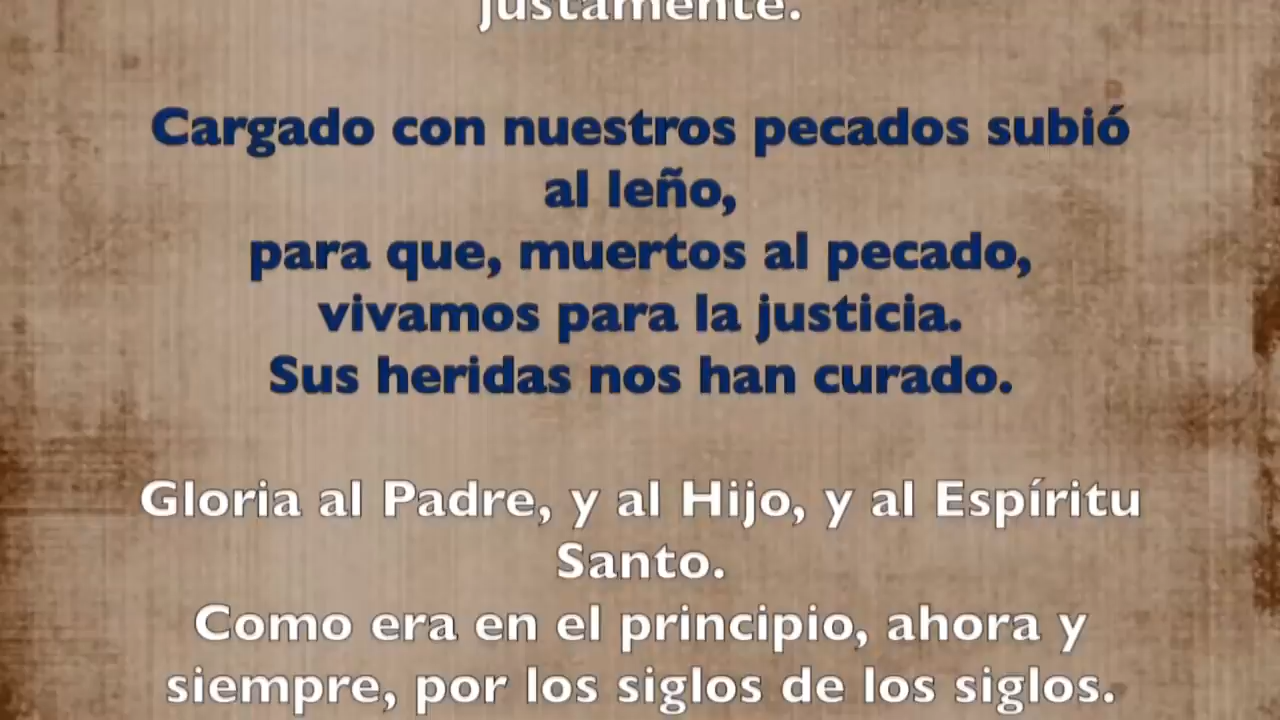 justamente.
Cargado con nuestros pecados subió
al leño,
para que, muertos al pecado,
vivamos para la justicia.
Sus heridas nos han curado.
Gloria al Padre, y al Hijo, y al Espíritu
Santo.
Como era en el principio, ahora y
siempre, por los siglos de los siglos.